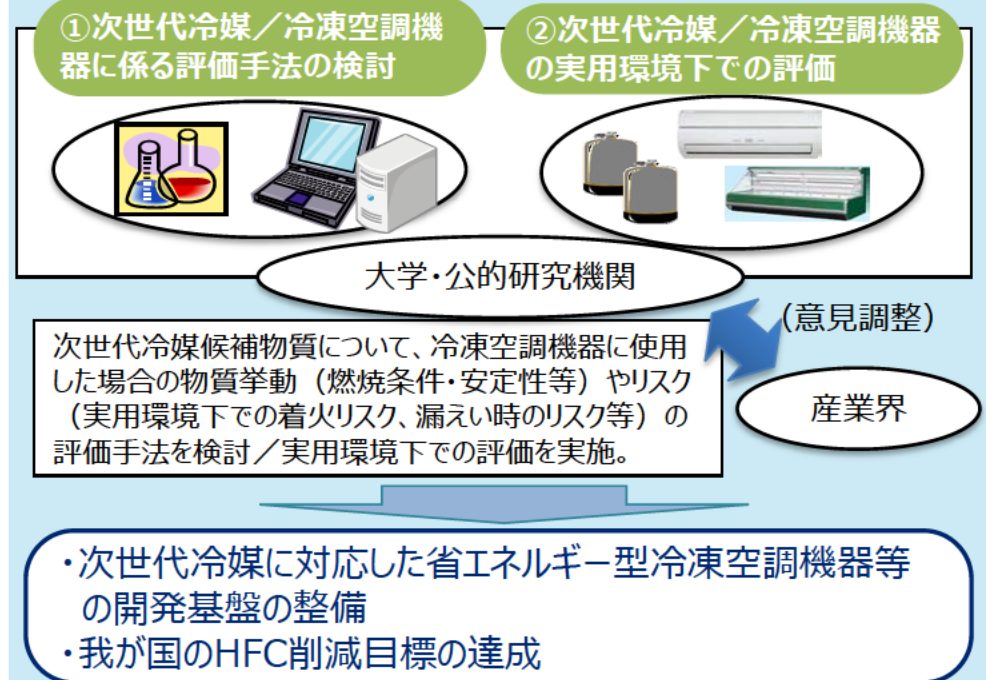 ①次世代冷媒／冷凍空調機
器に係る評価手法の検討
②次世代冷媒／冷凍空調機器
の実用環境下での評価
大学・公的研究機関
（意見調整）
次世代冷媒候補物質について、冷凍空調機器に使用
した場合の物質挙動（燃焼条件・安定性等）やリスク
（実用環境下での着火リスク、漏えい時のリスク等）の
評価手法を検討／実用環境下での評価を実施。
産業界
・次世代冷媒に対応した省エネルギー型冷凍空調機器等
の開発基盤の整備
・我が国のHFC削減目標の達成